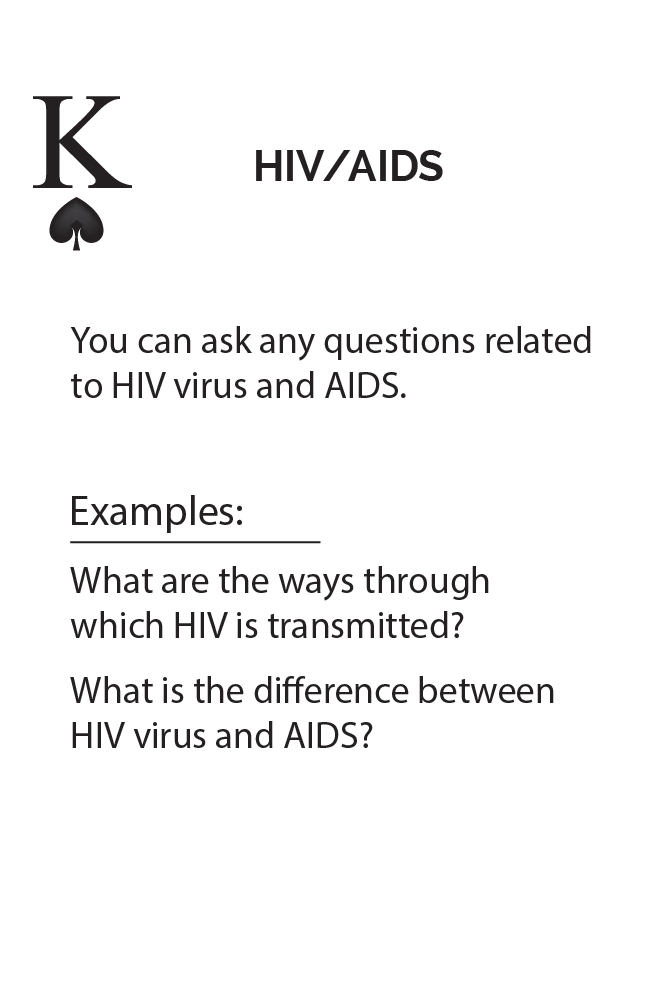 K
HIV/AIDS
You can ask any questions related
to HIV virus and AIDS.
Examples:
What are the ways through
which HIV is transmitted?
What is the difference between
HIV virus and AIDS?